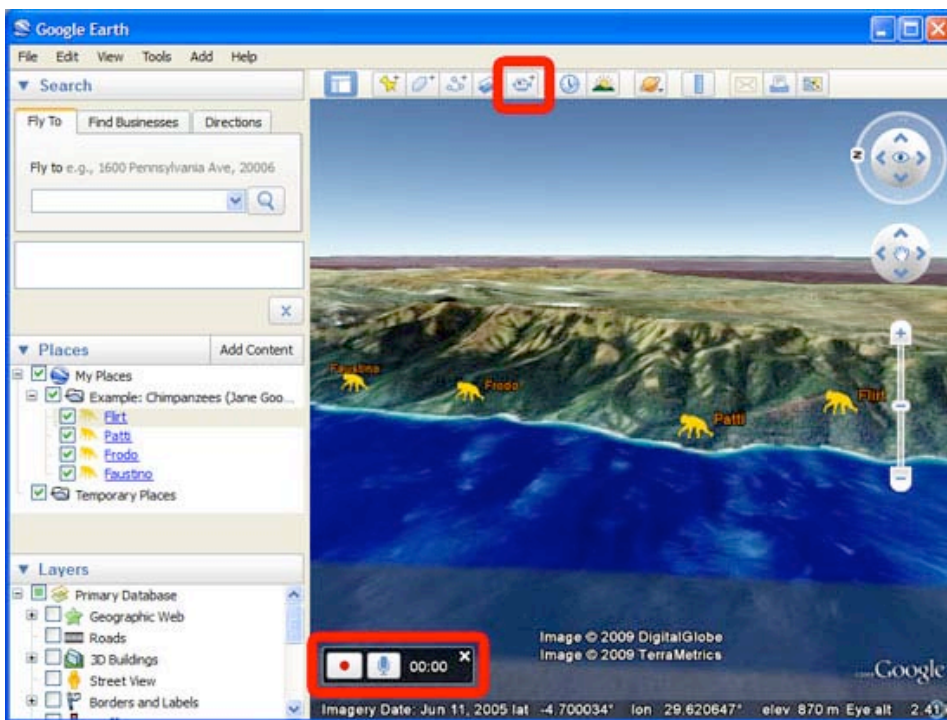 Google Earth
File Edit View Tools Add Help
Search
Fly To Find Businesses Directions
Fly to e.g., 1600 Pennsylvania Ave, 20006
Places Add Content
My Places
Example: Chimpanzees (Jane Goo...
Flirt
Patti
Frodo
Faustino
Temporary Places
Layers
Primary Database
Geographic Web
Roads
3D Buildings
Street View
Borders and Labels
N
Faustino
Frodo
Patti
Flirt
00:00
Image © 2009 DigitalGlobe
Image © 2009 TerraMetrics
Google
Imagery Date: Jun 11, 2005 lat -4.700034° lon 29.620647° elev 870 m Eye alt 2.41